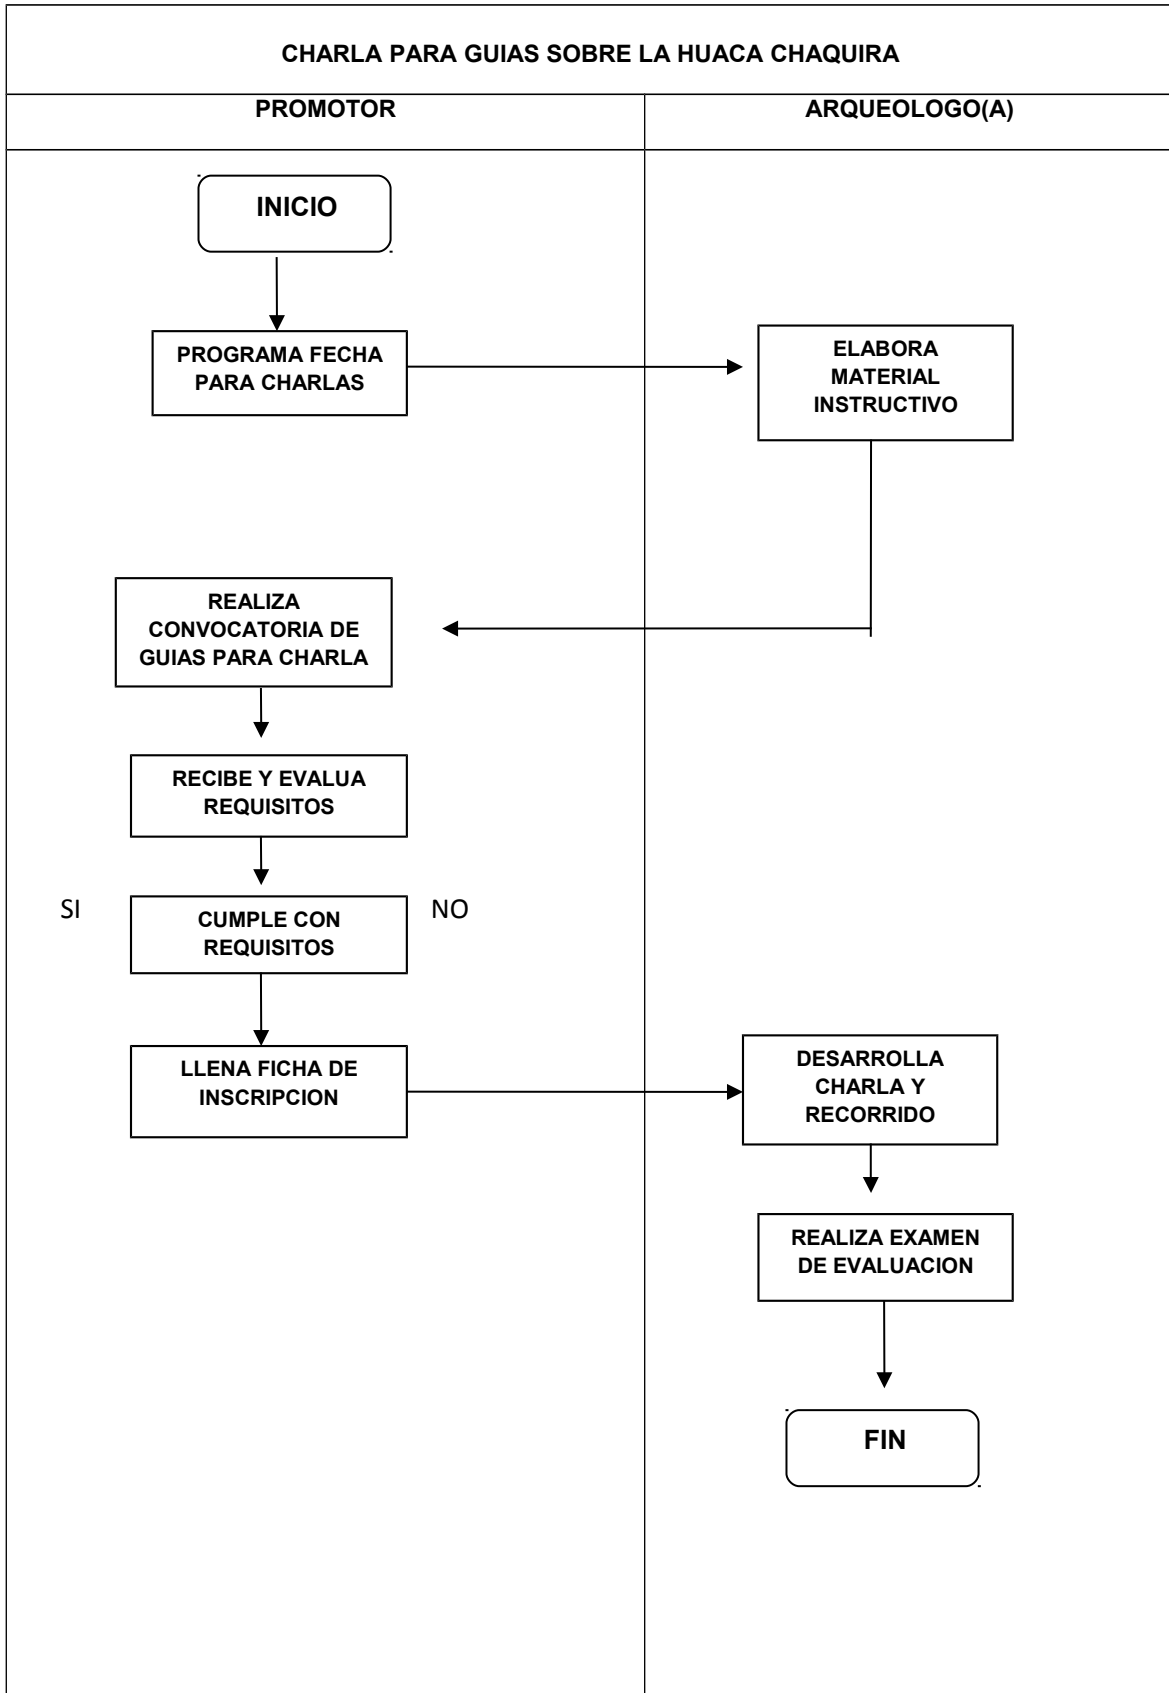 CHARLA PARA GUIAS SOBRE LA HUACA CHAQUIRA
PROMOTOR
ARQUEOLOGO(A)
INICIO
PROGRAMA FECHA
PARA CHARLAS
ELABORA
MATERIAL
INSTRUCTIVO
REALIZA
CONVOCATORIA DE
GUIAS PARA CHARLA
RECIBE Y EVALUA
REQUISITOS
SI
CUMPLE CON
REQUISITOS
NO
LLENA FICHA DE
INSCRIPCION
DESARROLLA
CHARLA Y
RECORRIDO
REALIZA EXAMEN
DE EVALUACION
FIN